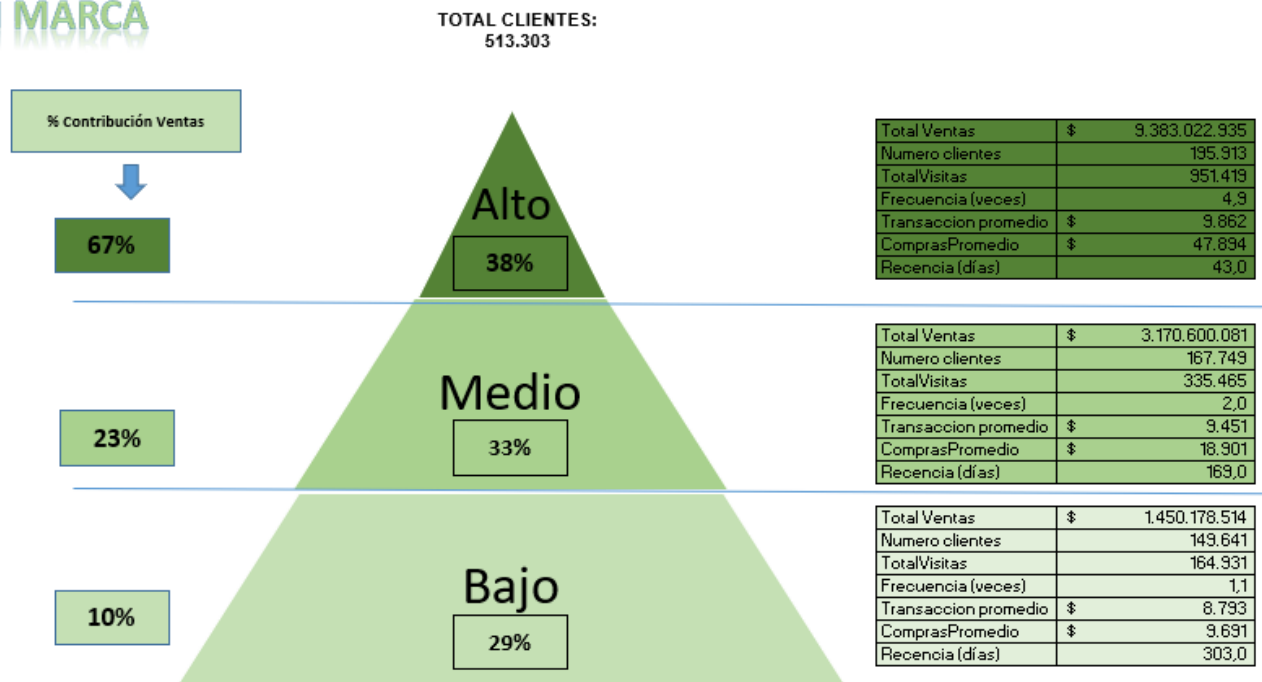 MARCA
TOTAL CLIENTES:
513.303
% Contribución Ventas
67%
Alto
38%
Total Ventas $ 9.383.022.935
Numero clientes 195.913
TotalVisitas 951.419
Frecuencia (veces) 4,9
Transaccion promedio $ 9.862
ComprasPromedio $ 47.894
Recencia (días) 43,0
23%
Medio
33%
Total Ventas $ 3.170.600.081
Numero clientes 167.749
TotalVisitas 335.465
Frecuencia (veces) 2,0
Transaccion promedio $ 9.451
ComprasPromedio $ 18.901
Recencia (días) 169,0
10%
Bajo
29%
Total Ventas $ 1.450.178.514
Numero clientes 149.641
TotalVisitas 164.931
Frecuencia (veces) 1,1
Transaccion promedio $ 8.793
ComprasPromedio $ 9.691
Recencia (días) 303,0